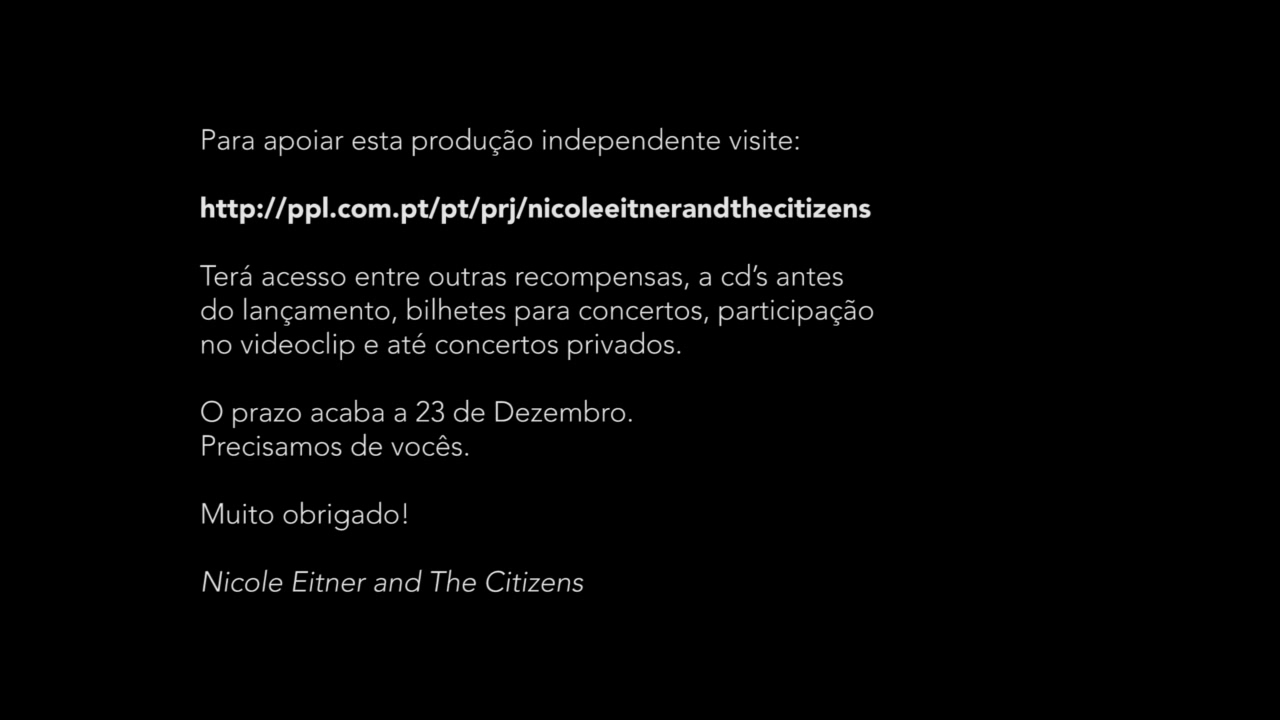 Para apoiar esta produção independente visite:
http://ppl.com.pt/pt/prj/nicoleeitnerandthecitizens
Terá acesso entre outras recompensas, a cd’s antes
do lançamento, bilhetes para concertos, participação
no videoclip e até concertos privados.
O prazo acaba a 23 de Dezembro.
Precisamos de vocês.
Muito obrigado!
Nicole Eitner and The Citizens